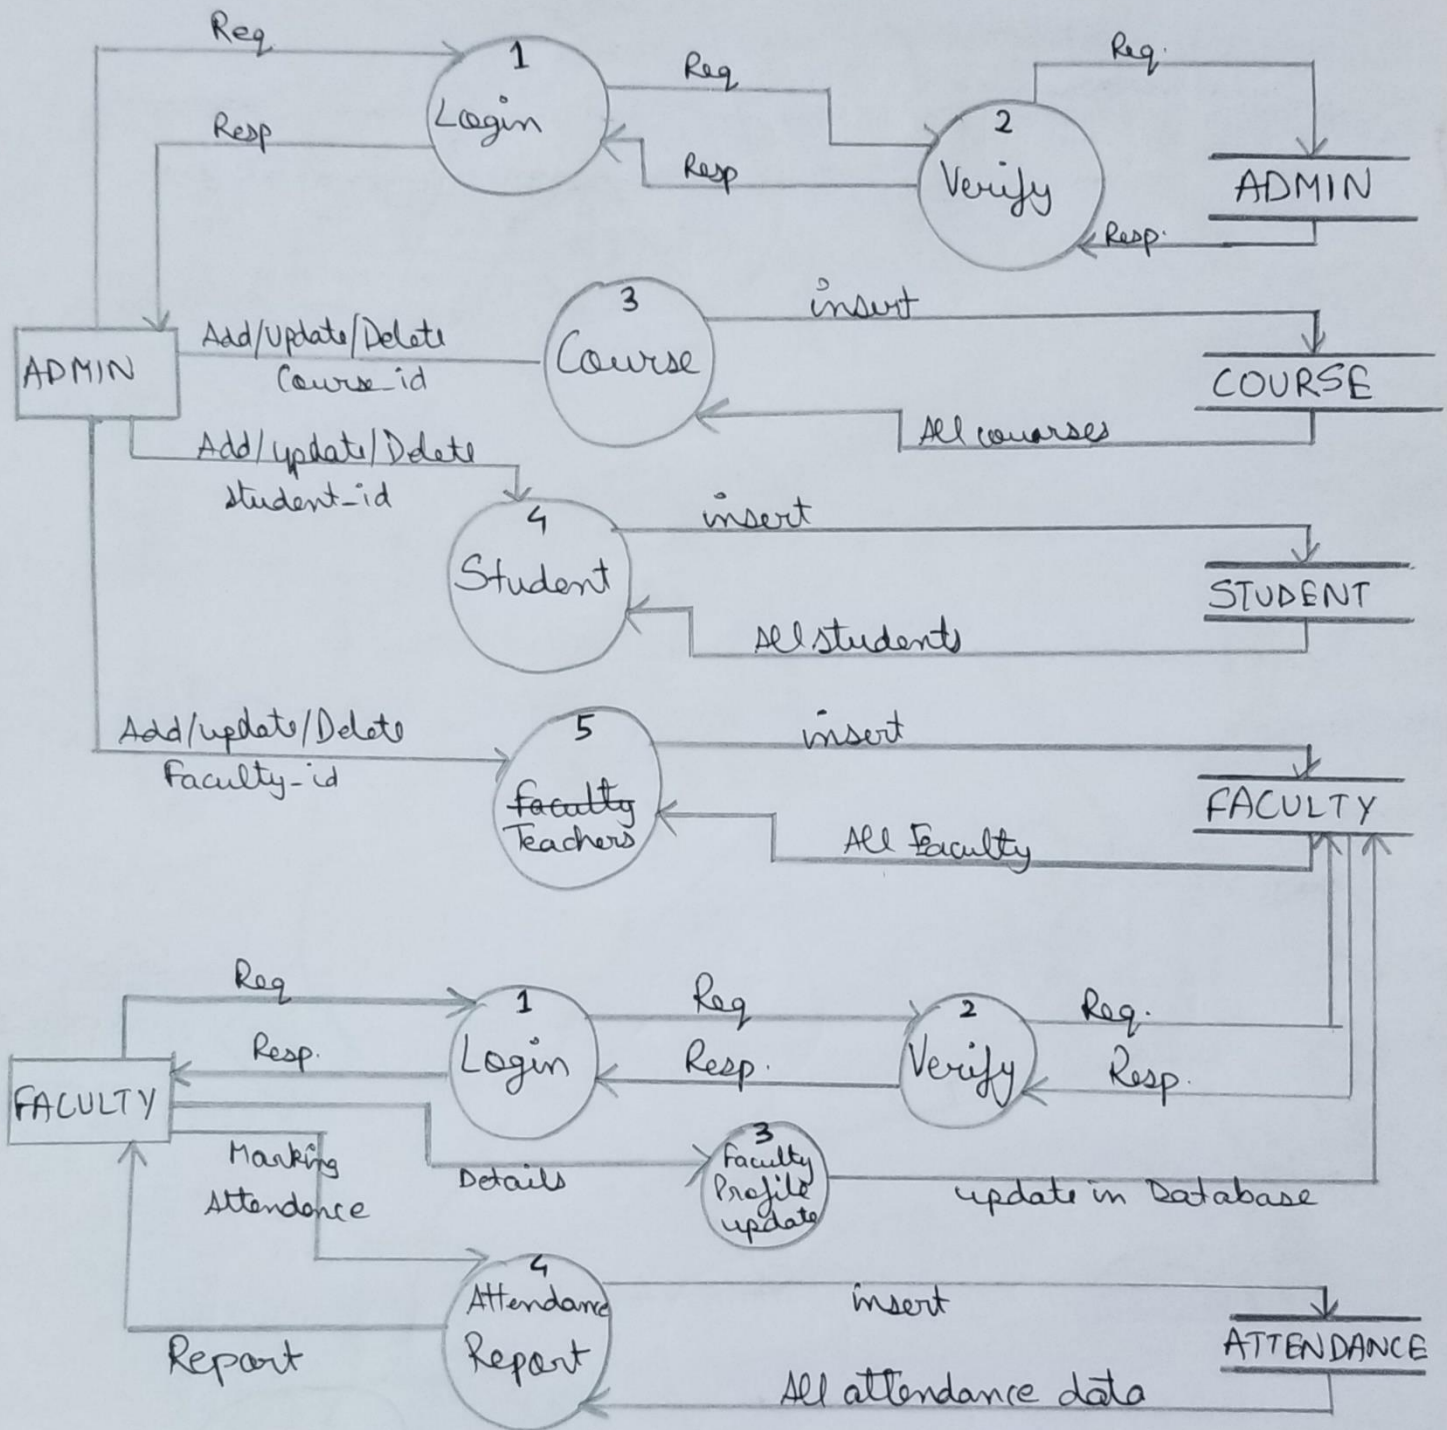 Req
1
Login
Resp
Req
Resp
Req.
2
Verify
ADMIN
Resp.
ADMIN
Add/Update/Delete
Course_id
3
Course
insert
COURSE
All courses
Add/update/Delete
student_id
4
Student
insert
STUDENT
All students
Add/update/Delete
Faculty_id
5
faculty
Teachers
insert
FACULTY
All Faculty
Req
1
Login
Resp.
Req
Resp.
2
Verify
Req.
Resp.
FACULTY
Marking
Attendance
Details
3
Faculty
Profile
update
update in Database
4
Attendance
Report
Report
insert
ATTENDANCE
All attendance data